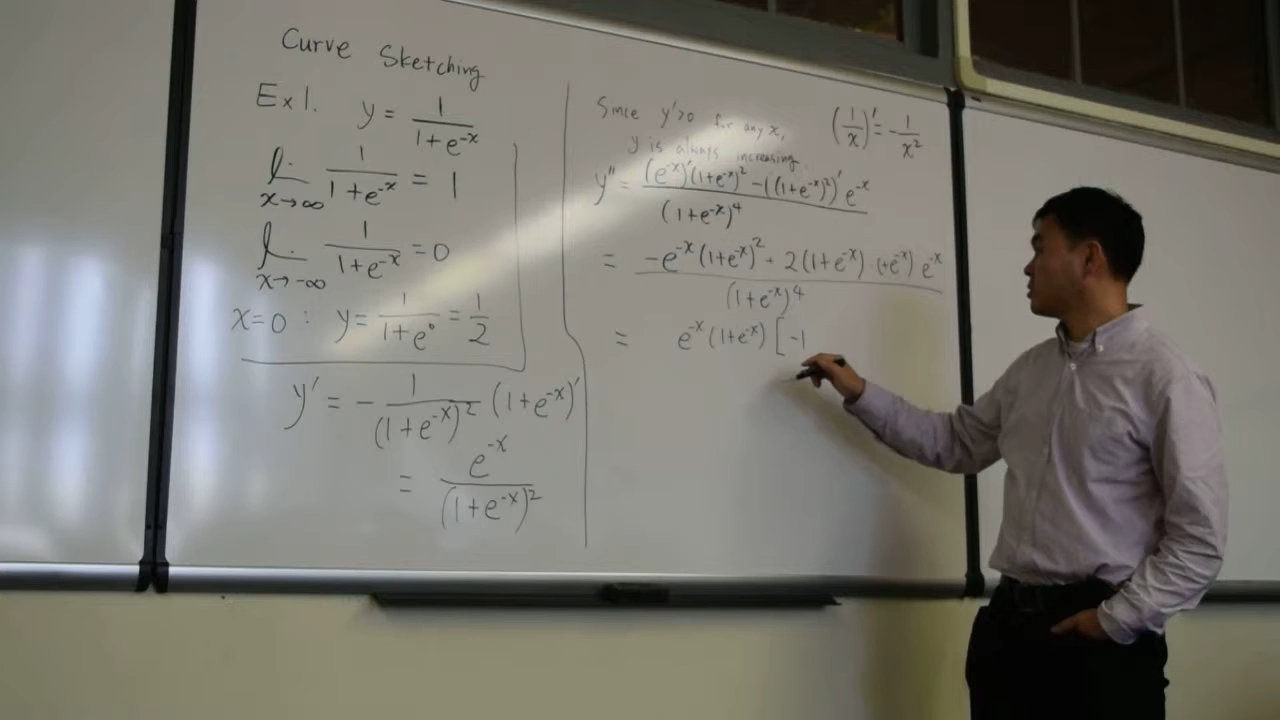 Curve Sketching
Ex1. y = 1/(1+e^{-x})
lim_{x→∞} 1/(1+e^{-x}) = 1
lim_{x→-∞} 1/(1+e^{-x}) = 0
x=0 : y = 1/(1+e^0) = 1/2
y' = - 1/(1+e^{-x})^2 (1+e^{-x})'
= e^{-x}/(1+e^{-x})^2
Since y'>0 for any x,
y is always increasing.
(1/x)' = - 1/x^2
y'' = ((e^{-x})'(1+e^{-x})^2 - ((1+e^{-x})^2)' e^{-x})/(1+e^{-x})^4
= (-e^{-x}(1+e^{-x})^2 + 2(1+e^{-x}) (+e^{-x}) e^{-x})/(1+e^{-x})^4
= e^{-x}(1+e^{-x}) [-1